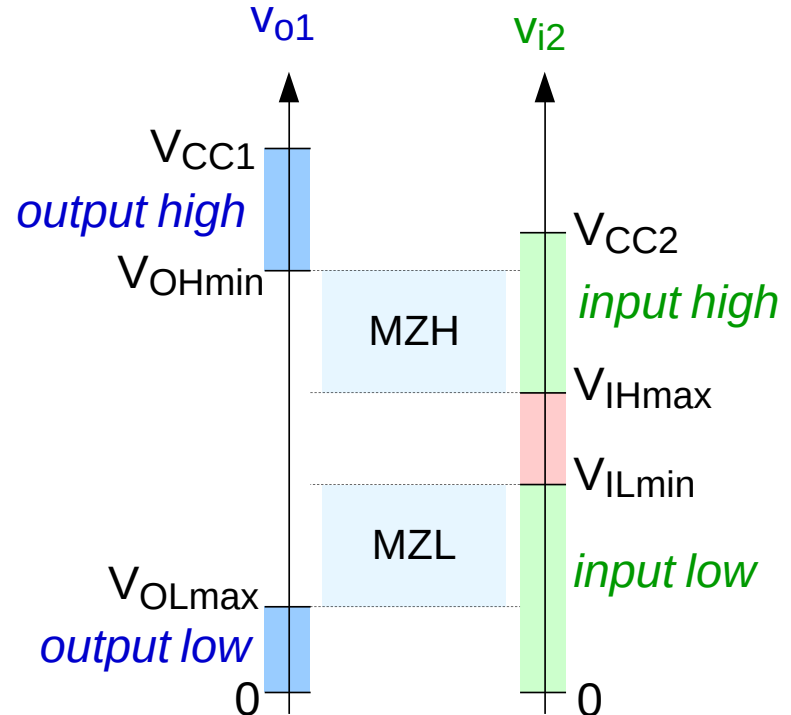 vo1
vi2
VCC1
output high
VCC2
VOHmin
input high
MZH
VIHmax
VILmin
MZL
input low
VOLmax
output low
0
0